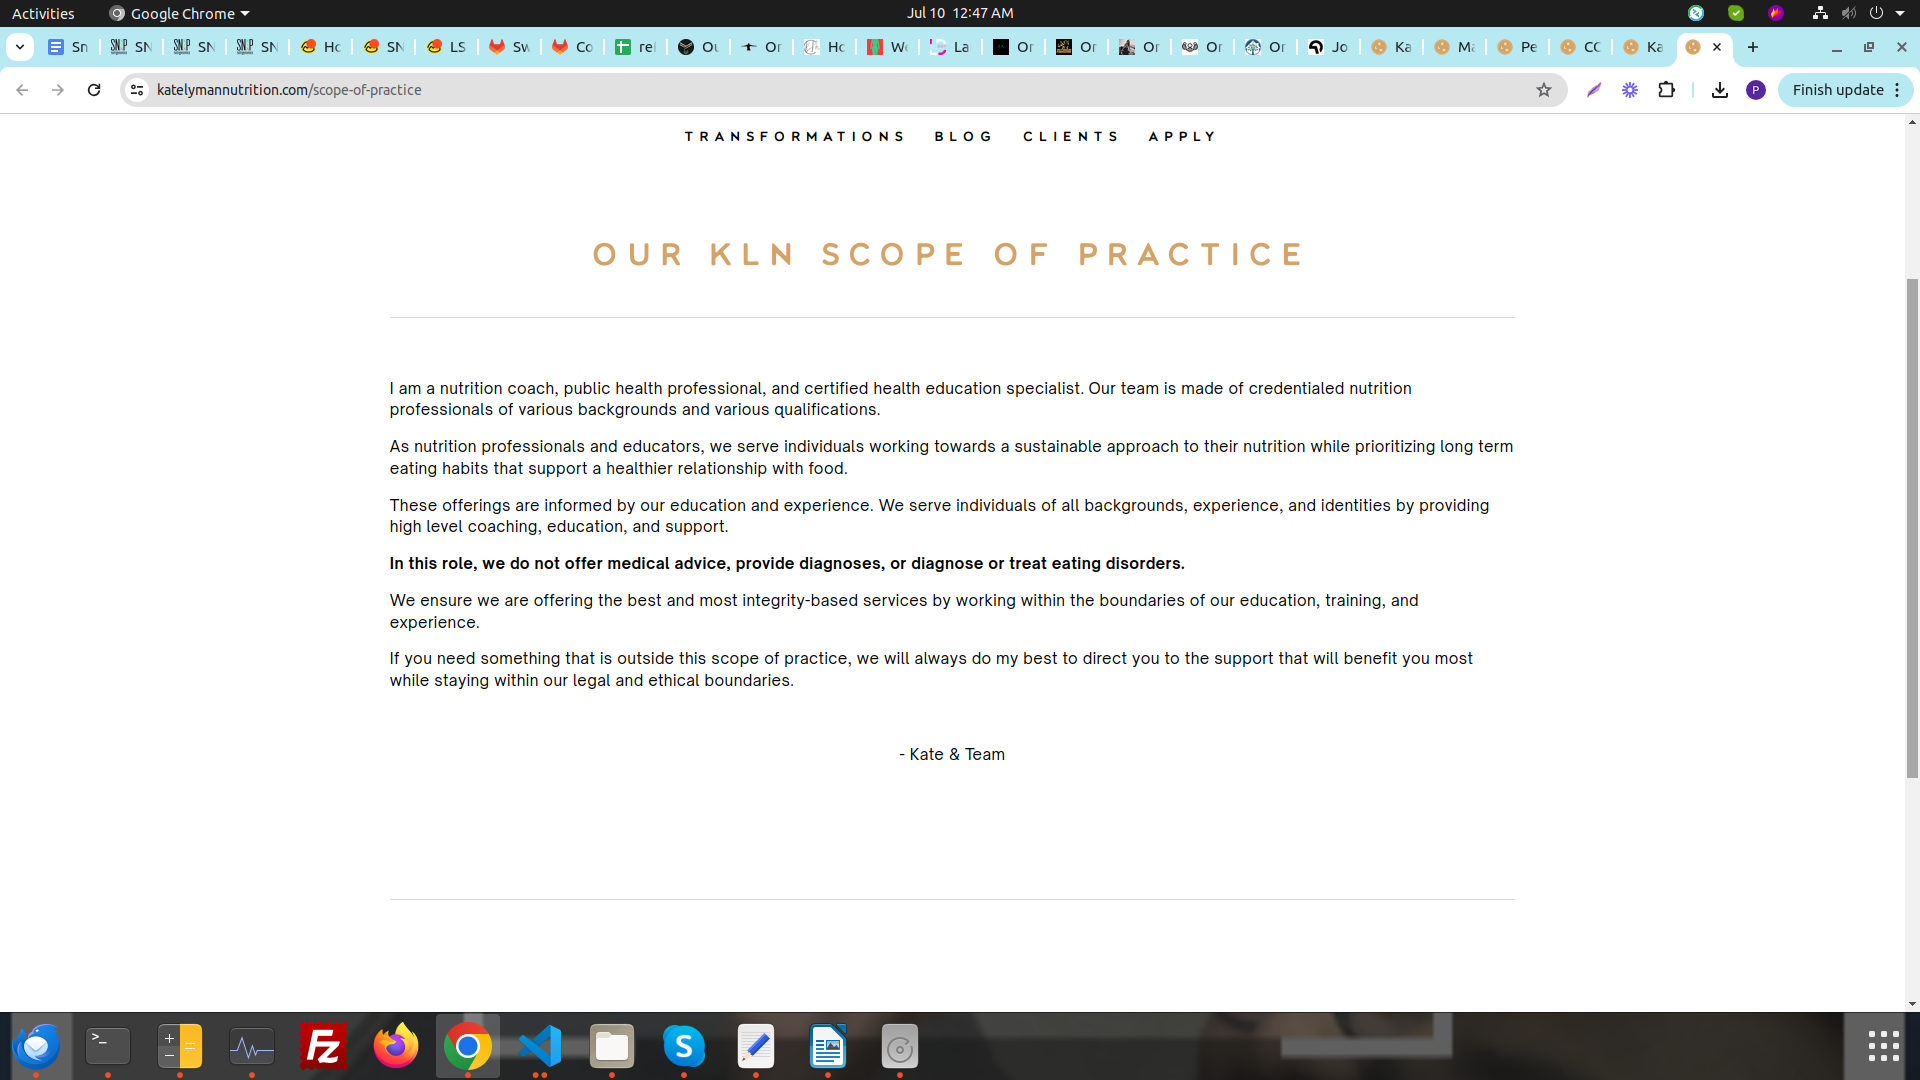 Activities Google Chrome Jul 10 12:47 AM
Sn SN SN SN Ho SN LS Sw Co re Ou Or Ho We La Or Or Or Or Or Jo Ka Ma Pe CC Ka
katelymannutrition.com/scope-of-practice P Finish update
TRANSFORMATIONS BLOG CLIENTS APPLY
OUR KLN SCOPE OF PRACTICE
I am a nutrition coach, public health professional, and certified health education specialist. Our team is made of credentialed nutrition
professionals of various backgrounds and various qualifications.
As nutrition professionals and educators, we serve individuals working towards a sustainable approach to their nutrition while prioritizing long term
eating habits that support a healthier relationship with food.
These offerings are informed by our education and experience. We serve individuals of all backgrounds, experience, and identities by providing
high level coaching, education, and support.
In this role, we do not offer medical advice, provide diagnoses, or diagnose or treat eating disorders.
We ensure we are offering the best and most integrity-based services by working within the boundaries of our education, training, and
experience.
If you need something that is outside this scope of practice, we will always do my best to direct you to the support that will benefit you most
while staying within our legal and ethical boundaries.
- Kate & Team